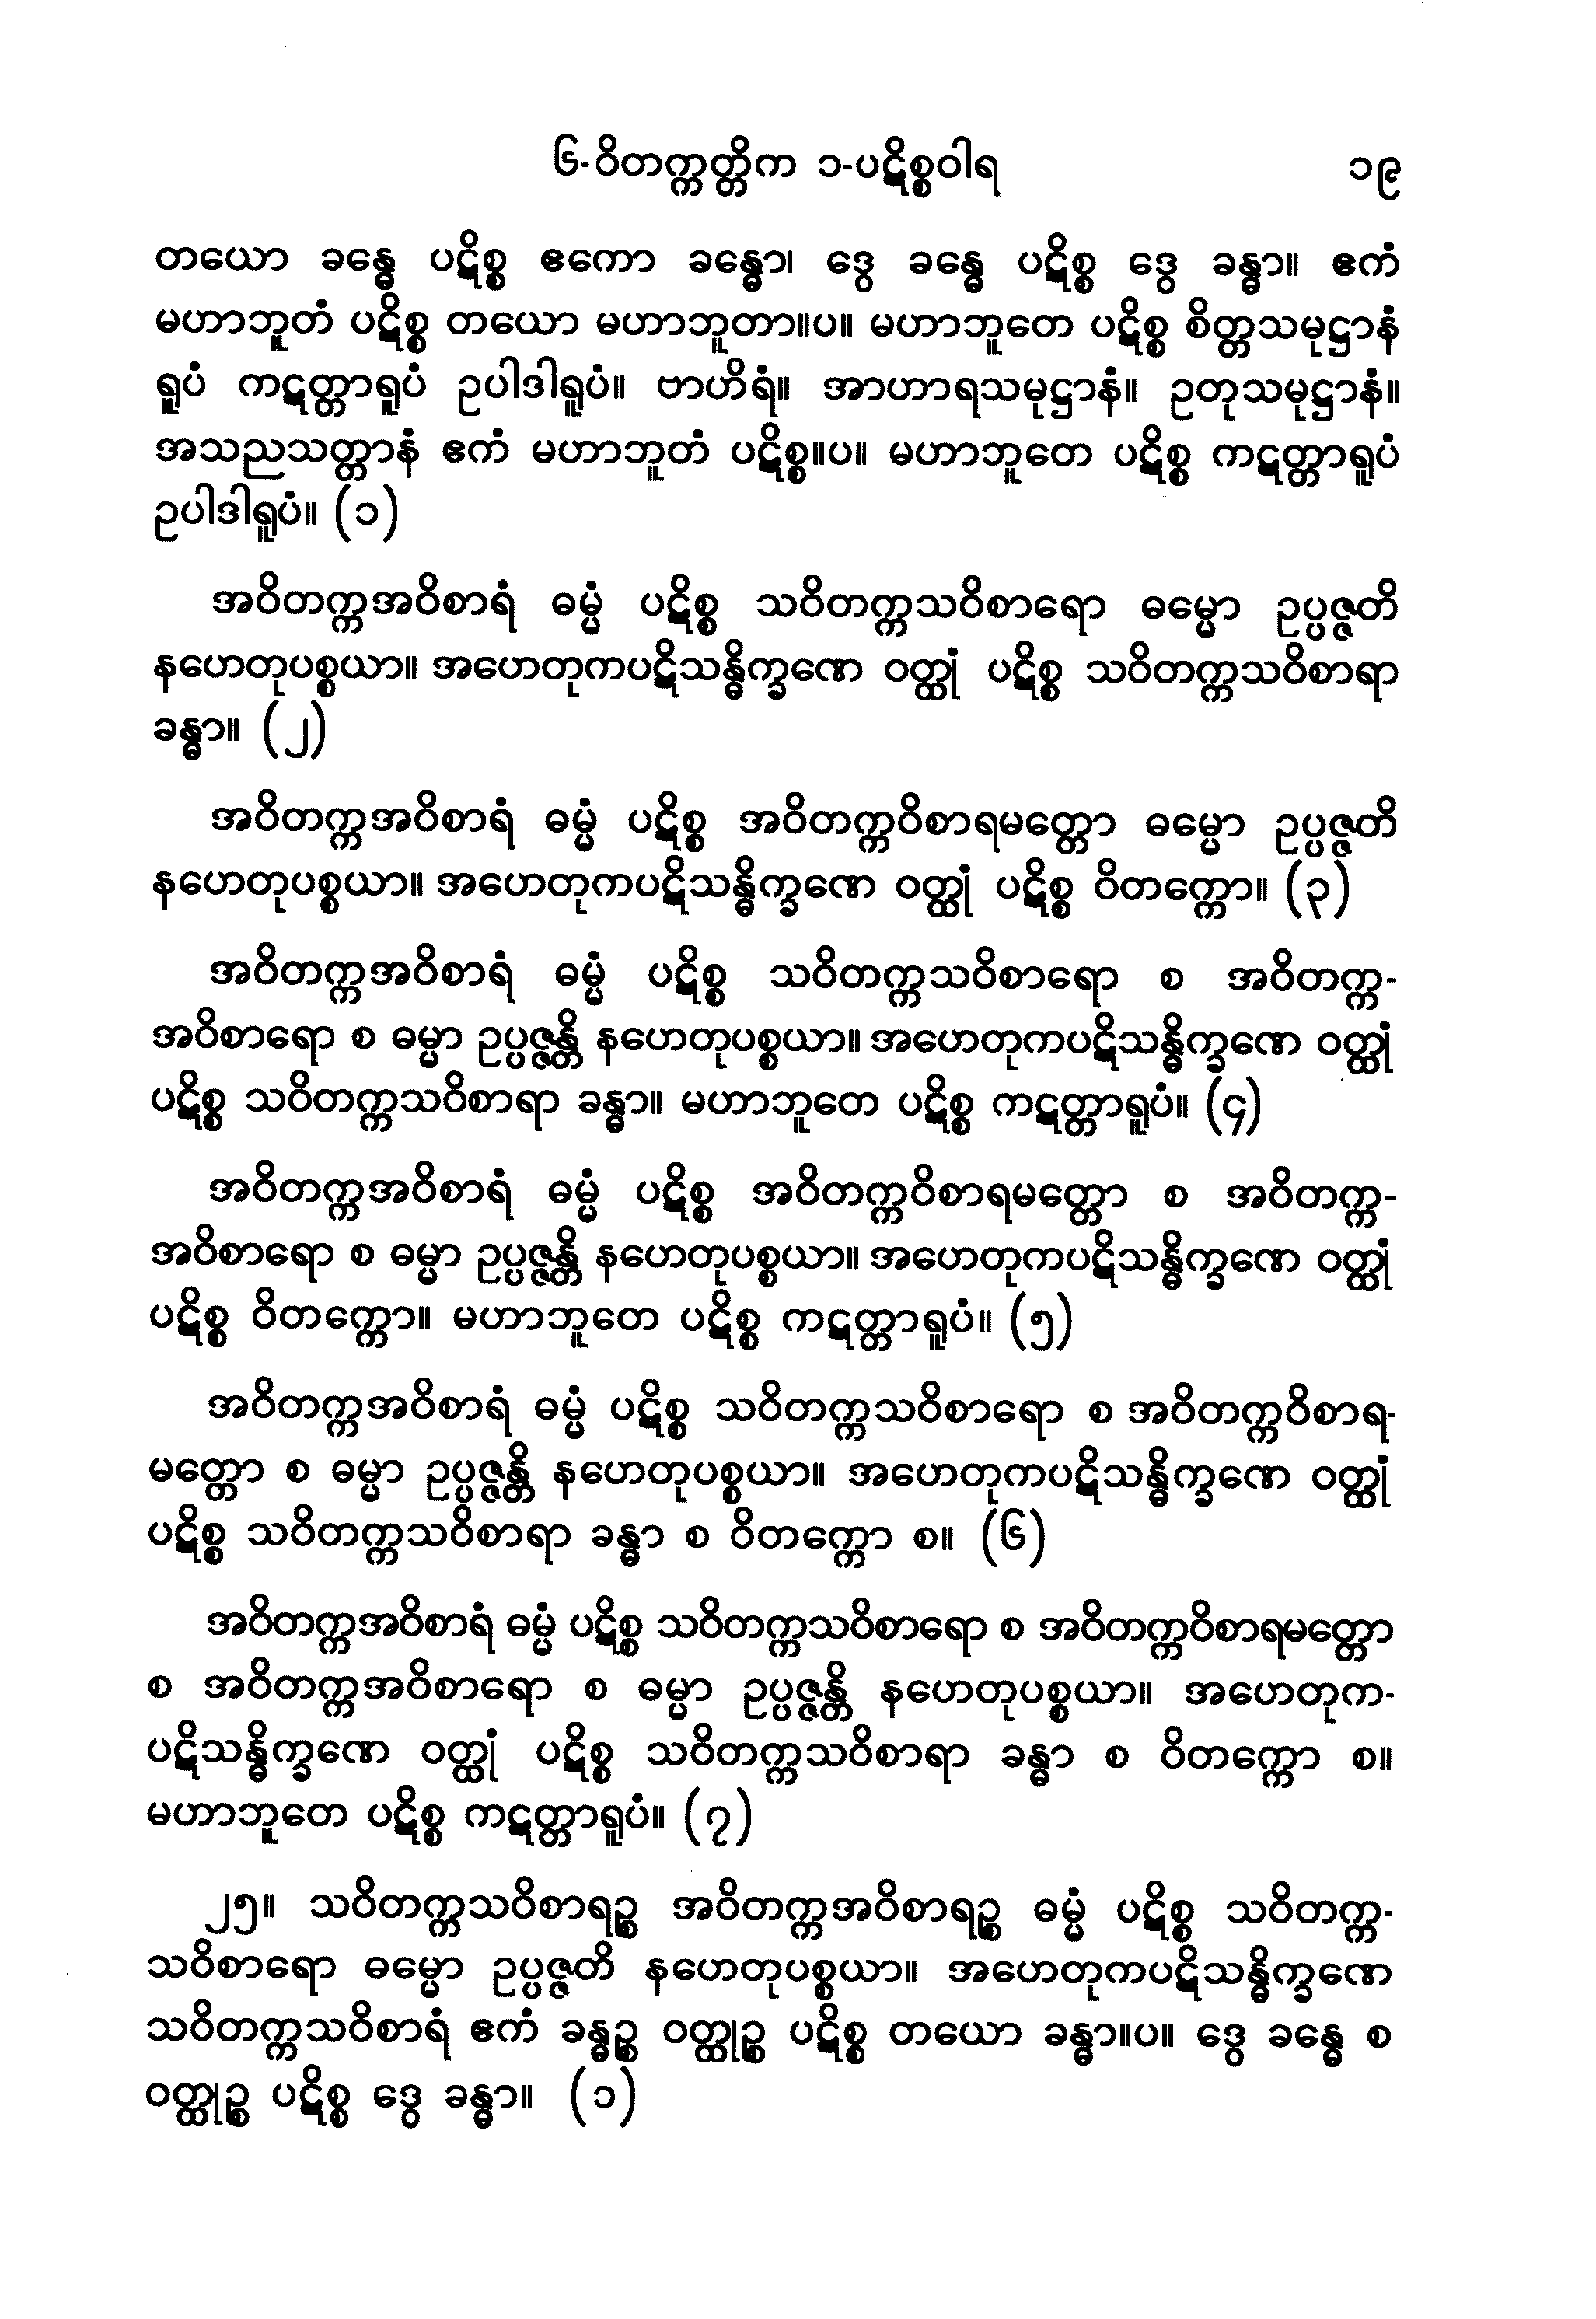 ၆-ဝိတက္ကတ္တိက ၁-ပဋိစ္စဝါရ ၁၉
တယော ခန္ဓေ ပဋိစ္စ ဧကော ခန္ဓော၊ ဒွေ ခန္ဓေ ပဋိစ္စ ဒွေ ခန္ဓာ။ ဧကံ
မဟာဘူတံ ပဋိစ္စ တယော မဟာဘူတာ။ပ။ မဟာဘူတေ ပဋိစ္စ စိတ္တသမုဋ္ဌာနံ
ရူပံ ကဋတ္တာရူပံ ဥပါဒါရူပံ။ ဗာဟိရံ။ အာဟာရသမုဋ္ဌာနံ။ ဥတုသမုဋ္ဌာနံ။
အသညသတ္တာနံ ဧကံ မဟာဘူတံ ပဋိစ္စ။ပ။ မဟာဘူတေ ပဋိစ္စ ကဋတ္တာရူပံ
ဥပါဒါရူပံ။ (၁)
အဝိတက္ကအဝိစာရံ ဓမ္မံ ပဋိစ္စ သဝိတက္ကသဝိစာရော ဓမ္မော ဥပ္ပဇ္ဇတိ
နဟေတုပစ္စယာ။ အဟေတုကပဋိသန္ဓိက္ခဏေ ဝတ္ထုံ ပဋိစ္စ သဝိတက္ကသဝိစာရာ
ခန္ဓာ။ (၂)
အဝိတက္ကအဝိစာရံ ဓမ္မံ ပဋိစ္စ အဝိတက္ကဝိစာရမတ္တော ဓမ္မော ဥပ္ပဇ္ဇတိ
နဟေတုပစ္စယာ။ အဟေတုကပဋိသန္ဓိက္ခဏေ ဝတ္ထုံ ပဋိစ္စ ဝိတက္ကော။ (၃)
အဝိတက္ကအဝိစာရံ ဓမ္မံ ပဋိစ္စ သဝိတက္ကသဝိစာရော စ အဝိတက္က-
အဝိစာရော စ ဓမ္မာ ဥပ္ပဇ္ဇန္တိ နဟေတုပစ္စယာ။ အဟေတုကပဋိသန္ဓိက္ခဏေ ဝတ္ထုံ
ပဋိစ္စ သဝိတက္ကသဝိစာရာ ခန္ဓာ။ မဟာဘူတေ ပဋိစ္စ ကဋတ္တာရူပံ။ (၄)
အဝိတက္ကအဝိစာရံ ဓမ္မံ ပဋိစ္စ အဝိတက္ကဝိစာရမတ္တော စ အဝိတက္က-
အဝိစာရော စ ဓမ္မာ ဥပ္ပဇ္ဇန္တိ နဟေတုပစ္စယာ။ အဟေတုကပဋိသန္ဓိက္ခဏေ ဝတ္ထုံ
ပဋိစ္စ ဝိတက္ကော။ မဟာဘူတေ ပဋိစ္စ ကဋတ္တာရူပံ။ (၅)
အဝိတက္ကအဝိစာရံ ဓမ္မံ ပဋိစ္စ သဝိတက္ကသဝိစာရော စ အဝိတက္ကဝိစာရ-
မတ္တော စ ဓမ္မာ ဥပ္ပဇ္ဇန္တိ နဟေတုပစ္စယာ။ အဟေတုကပဋိသန္ဓိက္ခဏေ ဝတ္ထုံ
ပဋိစ္စ သဝိတက္ကသဝိစာရာ ခန္ဓာ စ ဝိတက္ကော စ။ (၆)
အဝိတက္ကအဝိစာရံ ဓမ္မံ ပဋိစ္စ သဝိတက္ကသဝိစာရော စ အဝိတက္ကဝိစာရမတ္တော
စ အဝိတက္ကအဝိစာရော စ ဓမ္မာ ဥပ္ပဇ္ဇန္တိ နဟေတုပစ္စယာ။ အဟေတုက-
ပဋိသန္ဓိက္ခဏေ ဝတ္ထုံ ပဋိစ္စ သဝိတက္ကသဝိစာရာ ခန္ဓာ စ ဝိတက္ကော စ။
မဟာဘူတေ ပဋိစ္စ ကဋတ္တာရူပံ။ (၇)
၂၅။ သဝိတက္ကသဝိစာရဉ္စ အဝိတက္ကအဝိစာရဉ္စ ဓမ္မံ ပဋိစ္စ သဝိတက္က-
သဝိစာရော ဓမ္မော ဥပ္ပဇ္ဇတိ နဟေတုပစ္စယာ။ အဟေတုကပဋိသန္ဓိက္ခဏေ
သဝိတက္ကသဝိစာရံ ဧကံ ခန္ဓဉ္စ ဝတ္ထုဉ္စ ပဋိစ္စ တယော ခန္ဓာ။ပ။ ဒွေ ခန္ဓေ စ
ဝတ္ထုဉ္စ ပဋိစ္စ ဒွေ ခန္ဓာ။ (၁)